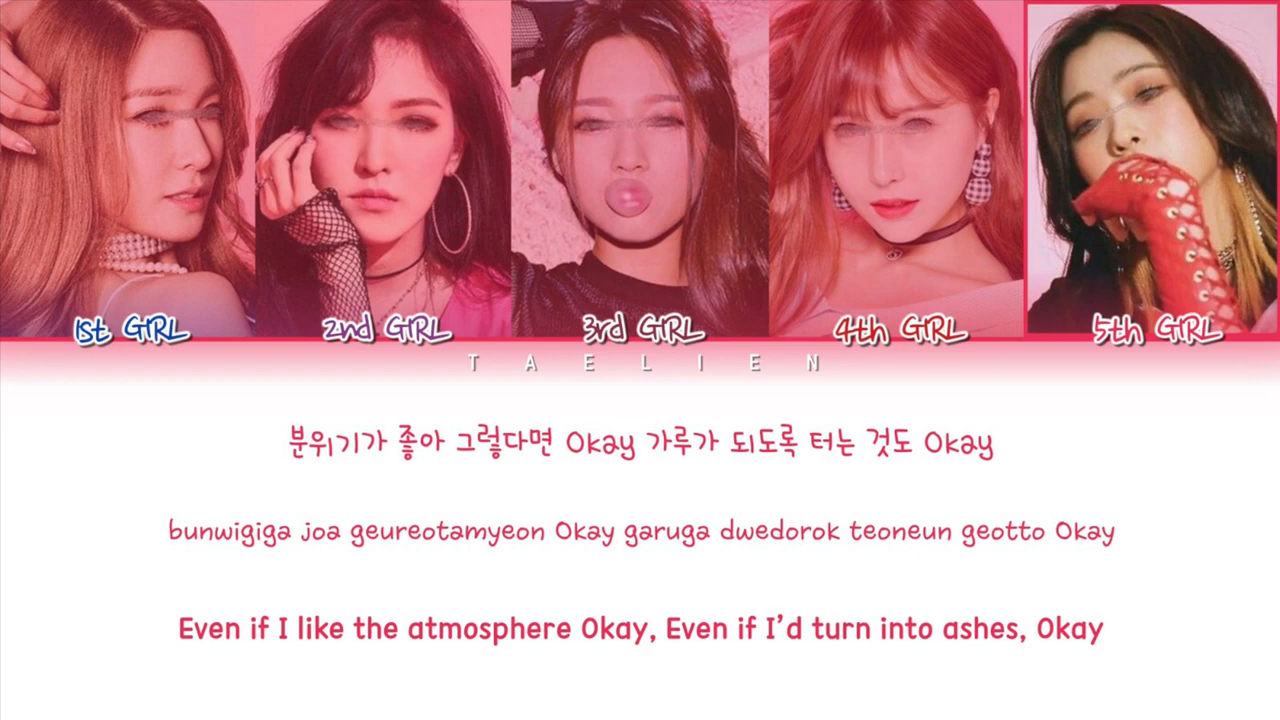 1st GIRL
2nd GIRL
3rd GIRL
4th GIRL
5th GIRL
TAELIEN
분위기가 좋아 그렇다면 Okay 가루가 되도록 터는 것도 Okay
bunwigiga joa geureotamyeon Okay garuga dwedorok teoneun geotto Okay
Even if I like the atmosphere Okay, Even if I'd turn into ashes, Okay